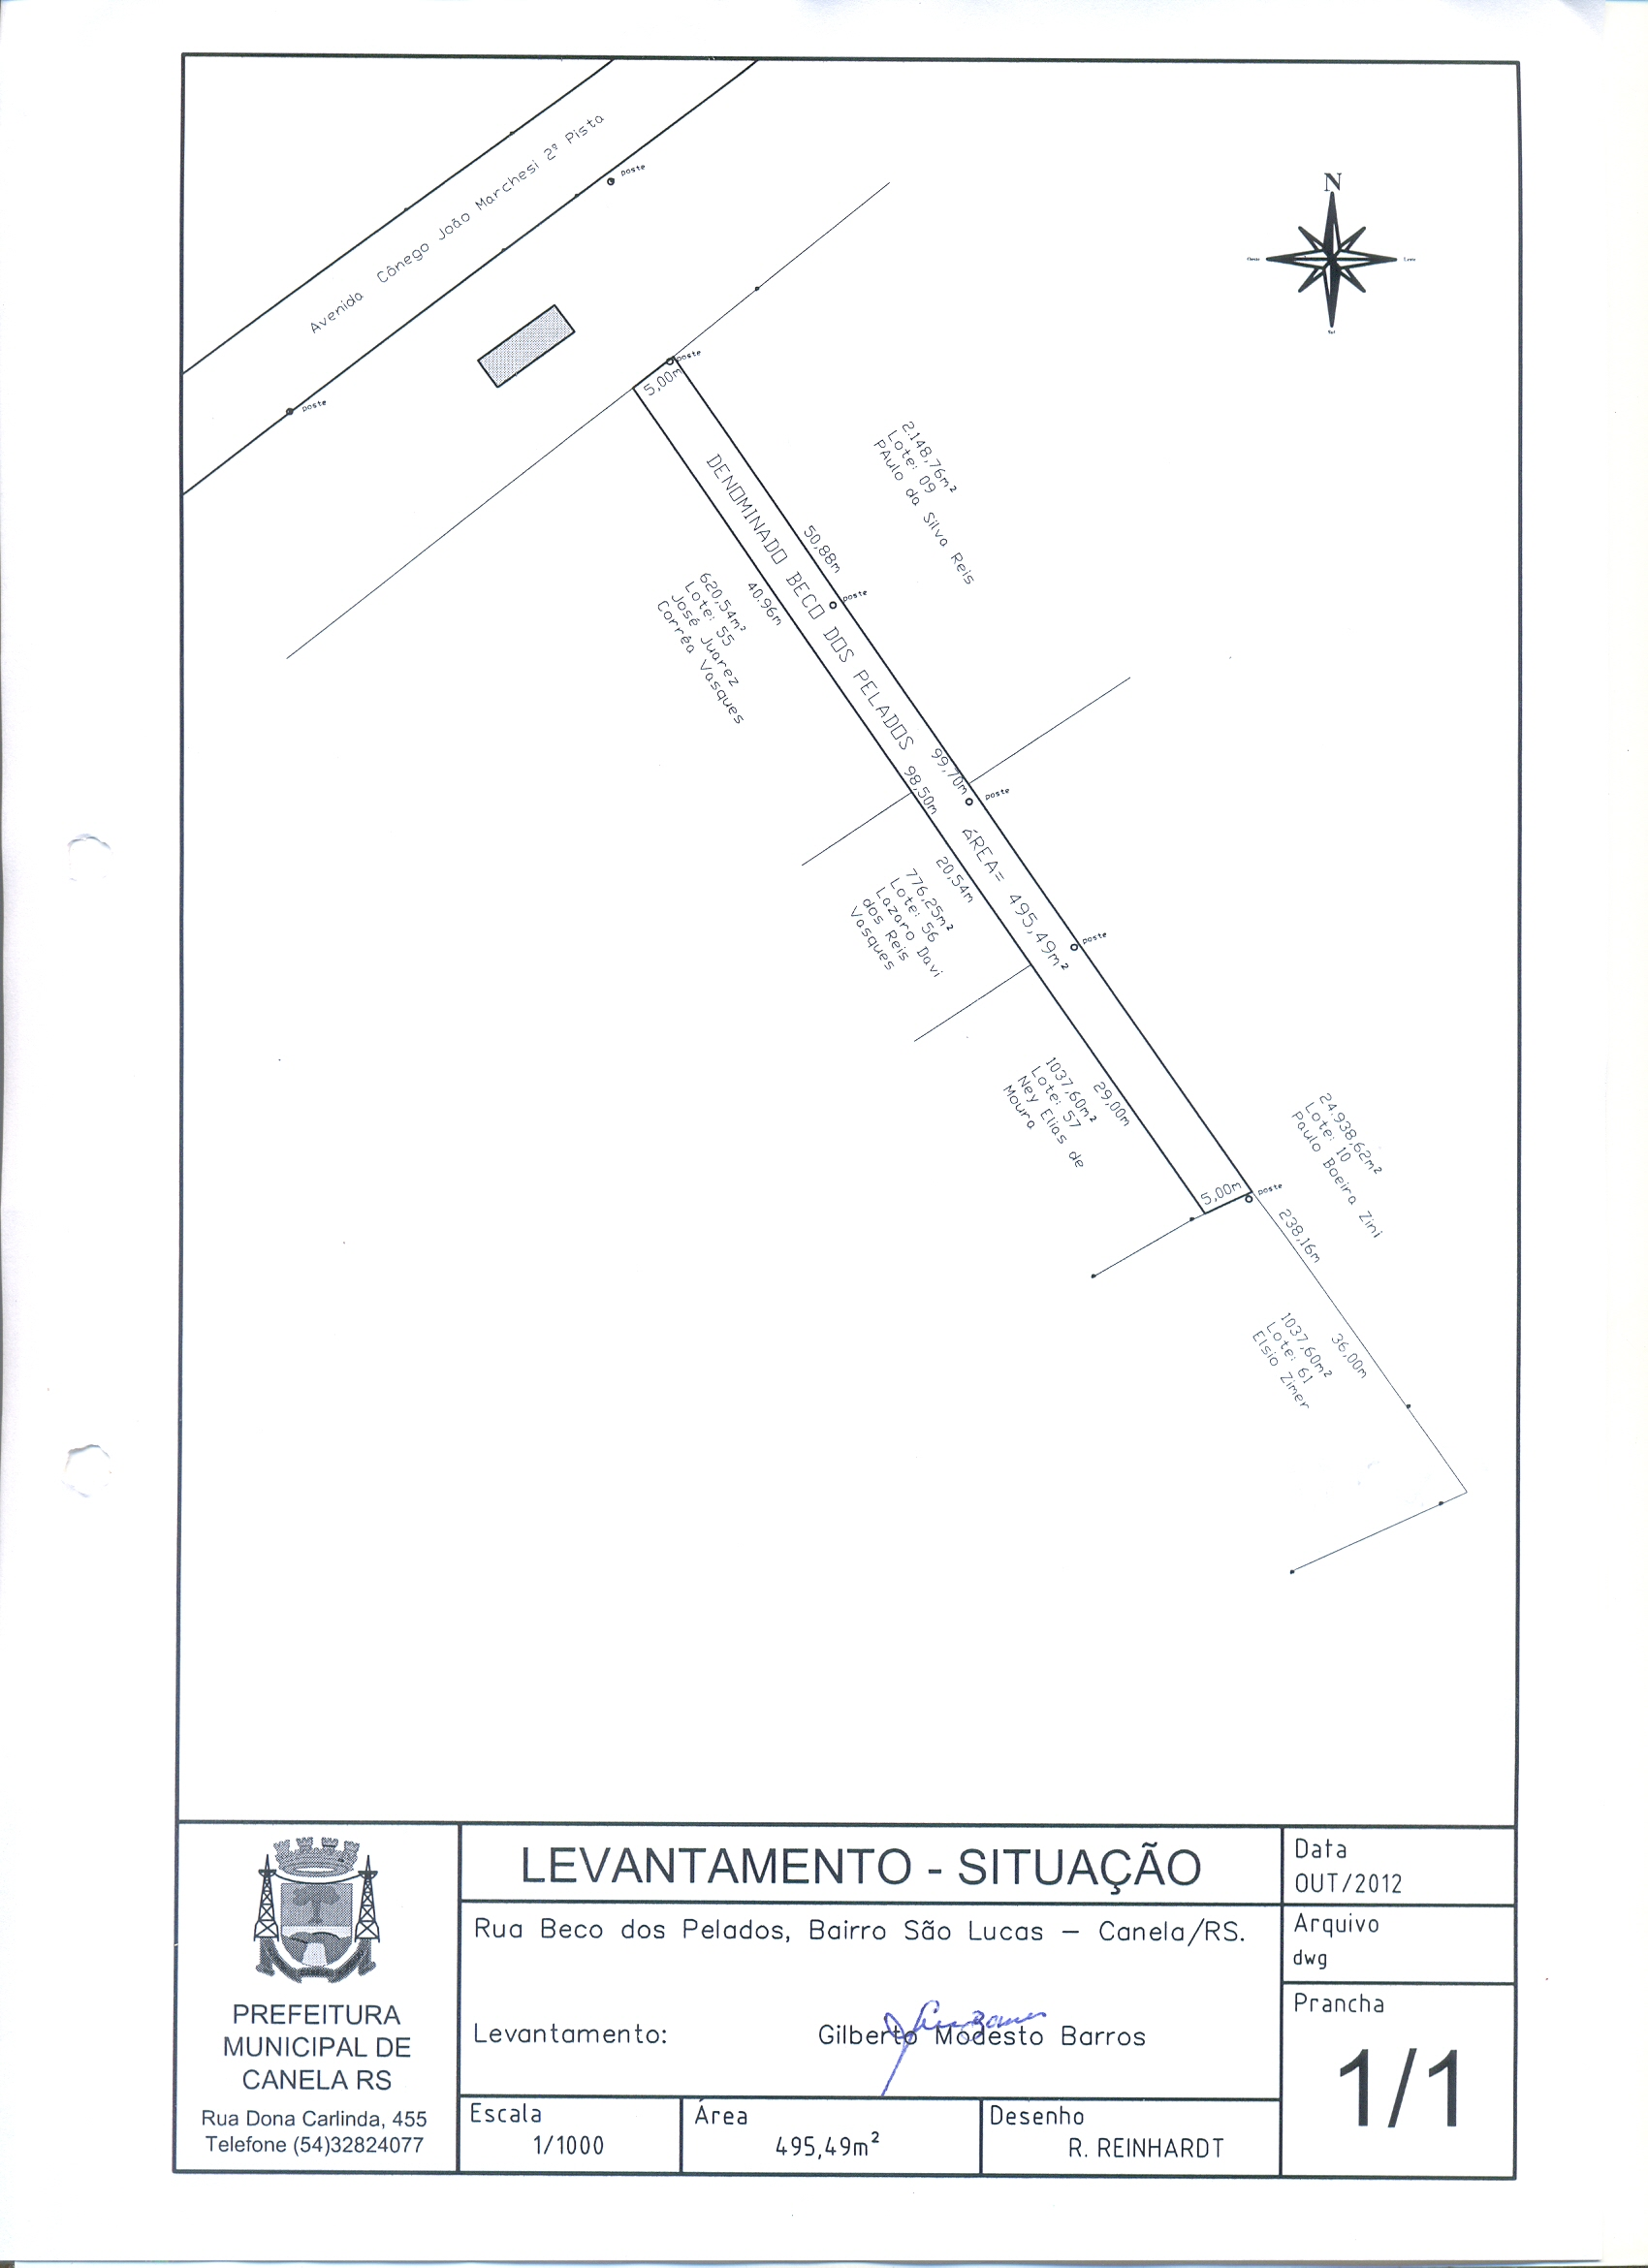 Avenida Cônego João Marchesi 2ª Pista
poste
poste
N
poste
5,00m
DENOMINADO BECO DOS PELADOS
ÁREA= 495,49m²
2.148,76m²
Lote: 09
PAulo da Silva Reis
50,88m
poste
40.96m
620,54m²
Lote: 55
José Juarez
Corrêa Vasques
99,70m
98,50m
poste
20,54m
776,25m²
Lote: 56
Lazaro Davi
dos Reis
Vasques
poste
29,00m
1037,60m²
Lote: 57
Ney Elias de
Moura
24.938,62m²
Lote: 10
Paulo Boeira Zini
5,00m
poste
238,16m
36,00m
1037,60m²
Lote: 61
Elsio Zimer
PREFEITURA
MUNICIPAL DE
CANELA RS
Rua Dona Carlinda, 455
Telefone (54)32824077
LEVANTAMENTO - SITUAÇÃO
Rua Beco dos Pelados, Bairro São Lucas – Canela/RS.
Levantamento: Gilberto Modesto Barros
Escala
1/1000
Área
495,49m²
Desenho
R. REINHARDT
Data
OUT/2012
Arquivo
dwg
Prancha
1/1